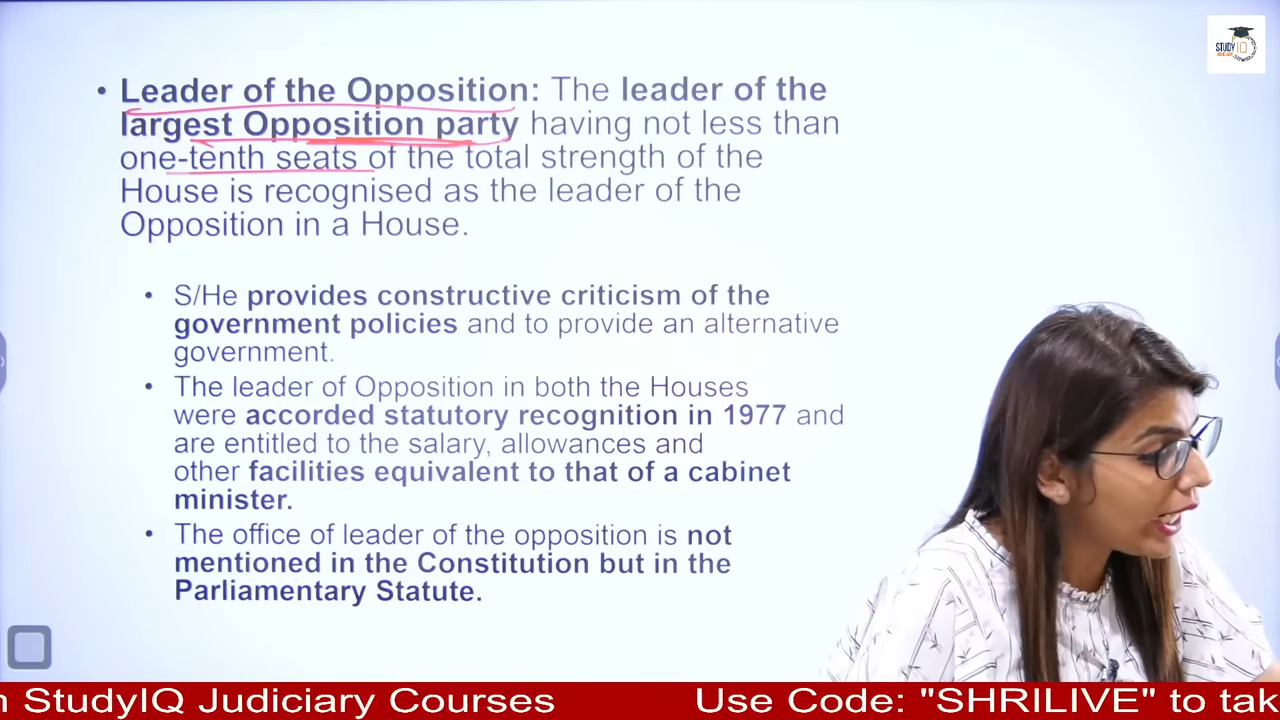 STUDY IQ
• Leader of the Opposition: The leader of the
largest Opposition party having not less than
one-tenth seats of the total strength of the
House is recognised as the leader of the
Opposition in a House.
• S/He provides constructive criticism of the
government policies and to provide an alternative
government.
• The leader of Opposition in both the Houses
were accorded statutory recognition in 1977 and
are entitled to the salary, allowances and
other facilities equivalent to that of a cabinet
minister.
• The office of leader of the opposition is not
mentioned in the Constitution but in the
Parliamentary Statute.
n StudyIQ Judiciary Courses Use Code: "SHRILIVE" to tak